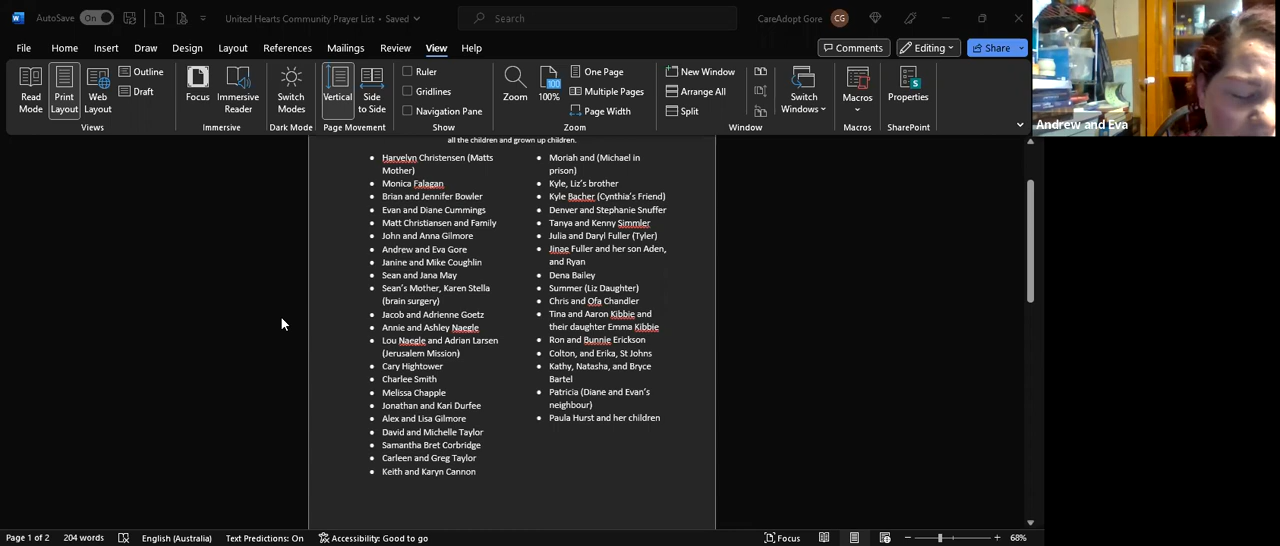 AutoSave On United Hearts Community Prayer List • Saved Search CareAdopt Gore CG
File Home Insert Draw Design Layout References Mailings Review View Help Comments Editing Share
Read Mode
Print Layout
Web Layout
Outline
Draft
Views
Focus
Immersive Reader
Immersive
Switch Modes
Dark Mode
Vertical
Side to Side
Page Movement
Ruler
Gridlines
Navigation Pane
Show
Zoom
100
100%
One Page
Multiple Pages
Page Width
Zoom
New Window
Arrange All
Split
Switch Windows
Window
Macros
Macros
Properties
SharePoint
Andrew and Eva
all the children and grown up children.
• Harvelyn Christensen (Matts
Mother)
• Monica Falagan
• Brian and Jennifer Bowler
• Evan and Diane Cummings
• Matt Christiansen and Family
• John and Anna Gilmore
• Andrew and Eva Gore
• Janine and Mike Coughlin
• Sean and Jana May
• Sean's Mother, Karen Stella
(brain surgery)
• Jacob and Adrienne Goetz
• Annie and Ashley Naegle
• Lou Naegle and Adrian Larsen
(Jerusalem Mission)
• Cary Hightower
• Charlee Smith
• Melissa Chapple
• Jonathan and Kari Durfee
• Alex and Lisa Gilmore
• David and Michelle Taylor
• Samantha Bret Corbridge
• Carleen and Greg Taylor
• Keith and Karyn Cannon
• Moriah and (Michael in
prison)
• Kyle, Liz's brother
• Kyle Bacher (Cynthia's Friend)
• Denver and Stephanie Snuffer
• Tanya and Kenny Simmler
• Julia and Daryl Fuller (Tyler)
• Jinae Fuller and her son Aden,
and Ryan
• Dena Bailey
• Summer (Liz Daughter)
• Chris and Ofa Chandler
• Tina and Aaron Kibbie and
their daughter Emma Kibbie
• Ron and Bunnie Erickson
• Colton, and Erika, St Johns
• Kathy, Natasha, and Bryce
Bartel
• Patricia (Diane and Evan's
neighbour)
• Paula Hurst and her children
Page 1 of 2 204 words English (Australia) Text Predictions: On Accessibility: Good to go Focus 68%